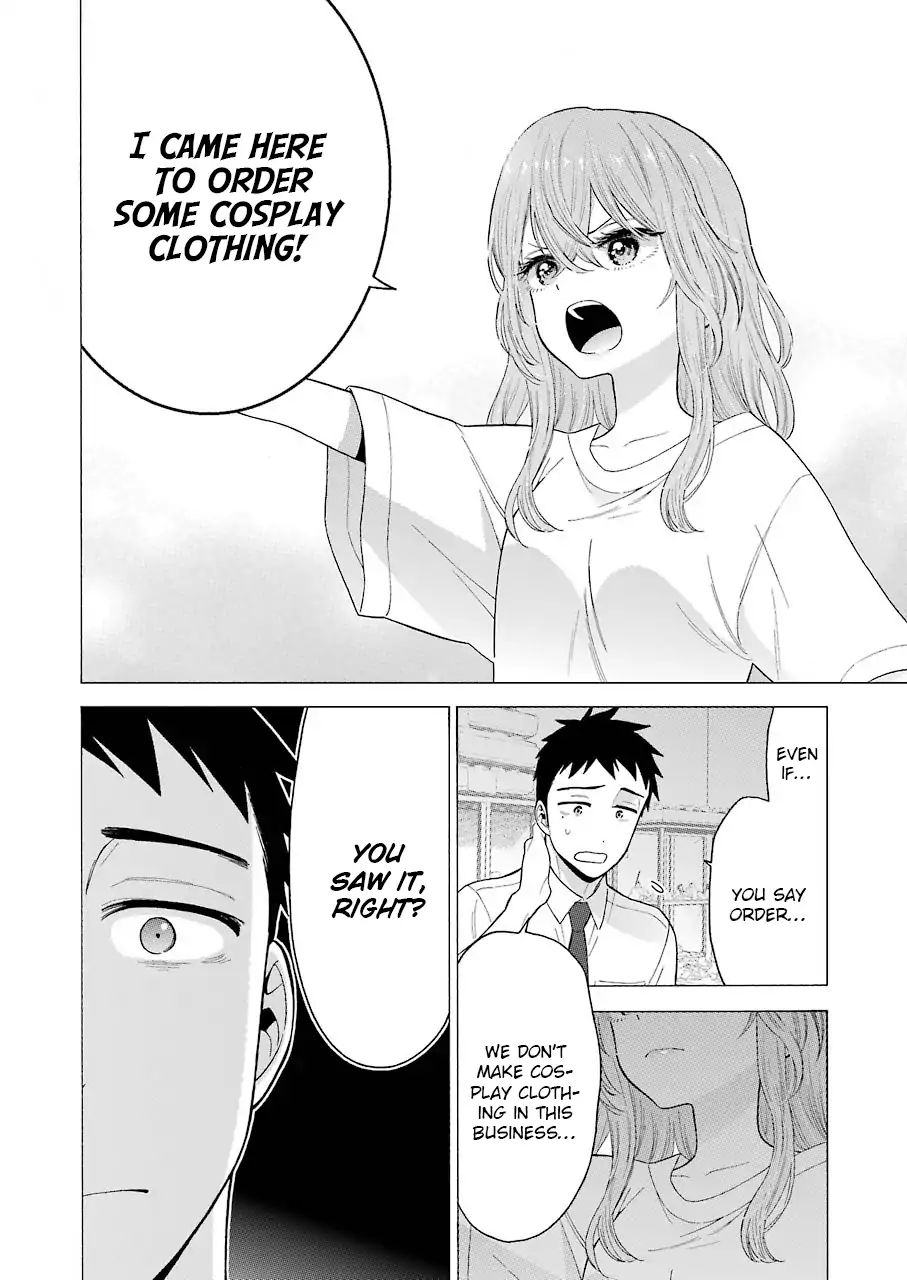 I CAME HERE
TO ORDER
SOME COSPLAY
CLOTHING!
EVEN
IF...
YOU SAY
ORDER...
WE DON'T
MAKE COS-
PLAY CLOTH-
ING IN THIS
BUSINESS...
YOU
SAW IT,
RIGHT?